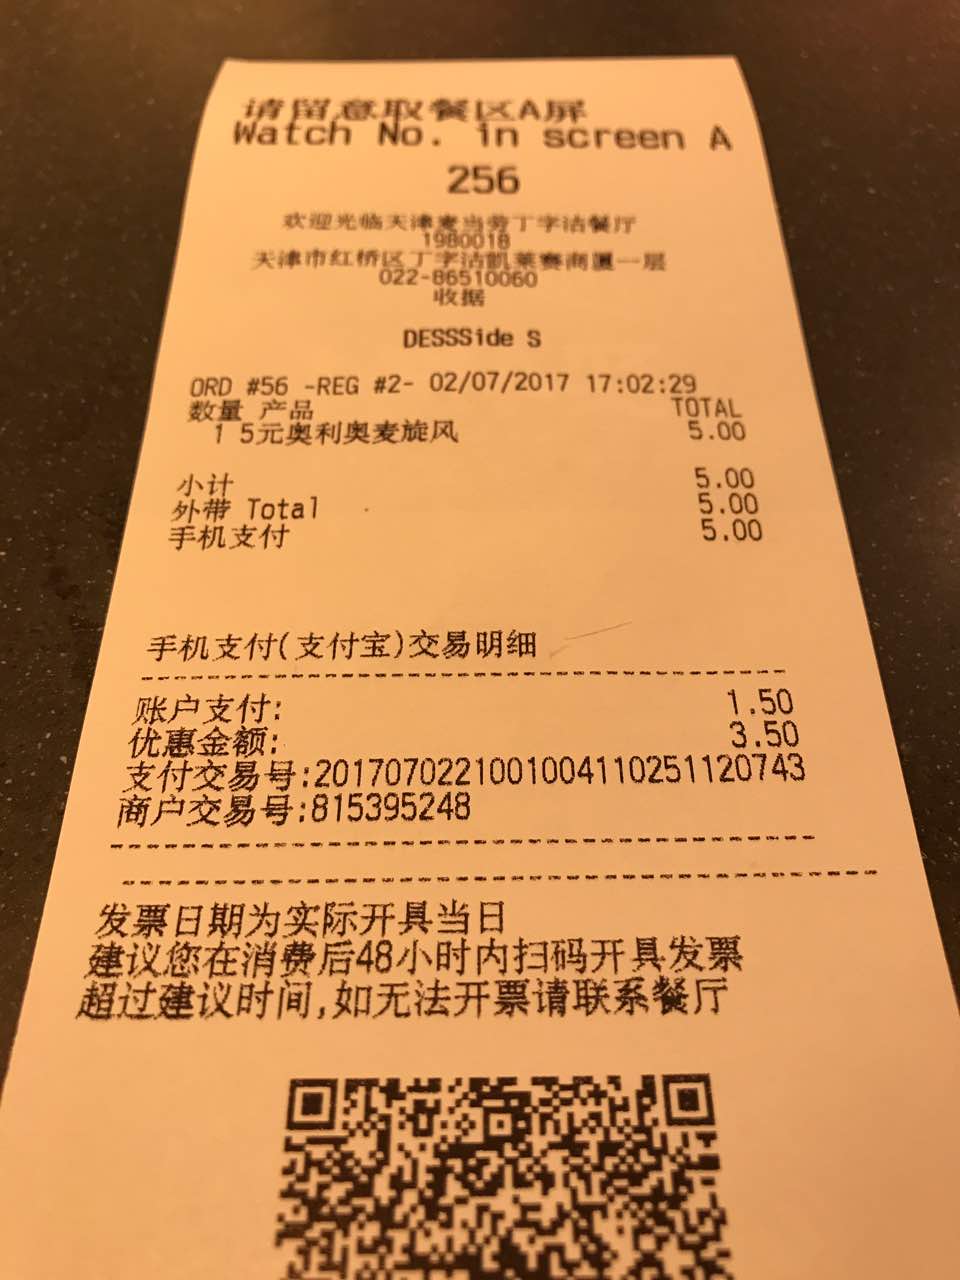 请留意取餐区A屏
Watch No. in screen A
256
欢迎光临天津麦当劳丁字沽餐厅
1980018
天津市红桥区丁字沽凯莱赛商厦一层
022-86510060
收据
DESSSide S
ORD #56 -REG #2- 02/07/2017 17:02:29
数量 产品 TOTAL
1 5元奥利奥麦旋风 5.00
小计 5.00
外带 Total 5.00
手机支付 5.00
手机支付(支付宝)交易明细
账户支付: 1.50
优惠金额: 3.50
支付交易号:2017070221001004110251120743
商户交易号:815395248
发票日期为实际开具当日
建议您在消费后48小时内扫码开具发票
超过建议时间,如无法开票请联系餐厅